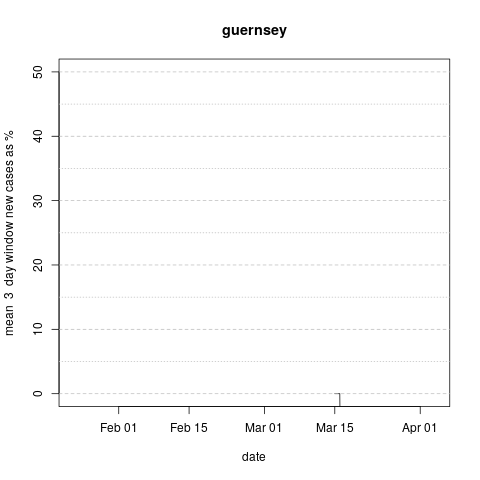 guernsey
mean 3 day window new cases as %
50
40
30
20
10
0
Feb 01
Feb 15
Mar 01
Mar 15
Apr 01
date